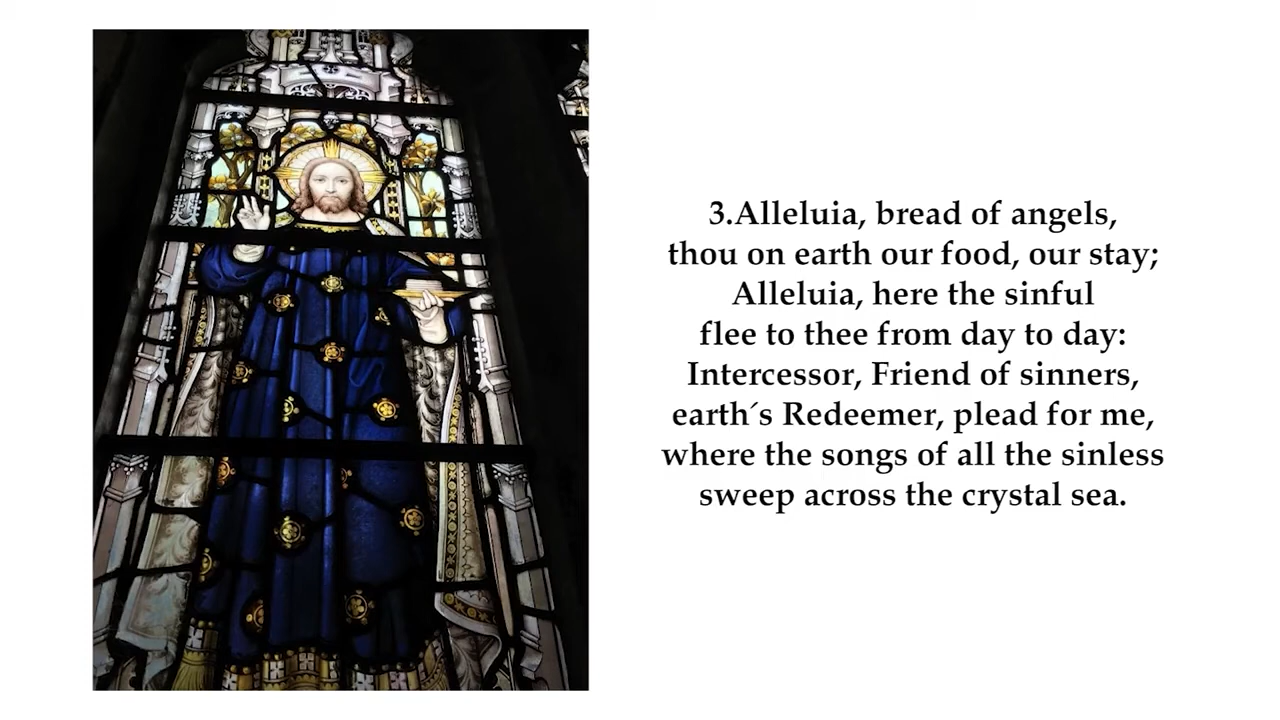 3.Alleluia, bread of angels,
thou on earth our food, our stay;
Alleluia, here the sinful
flee to thee from day to day:
Intercessor, Friend of sinners,
earth´s Redeemer, plead for me,
where the songs of all the sinless
sweep across the crystal sea.